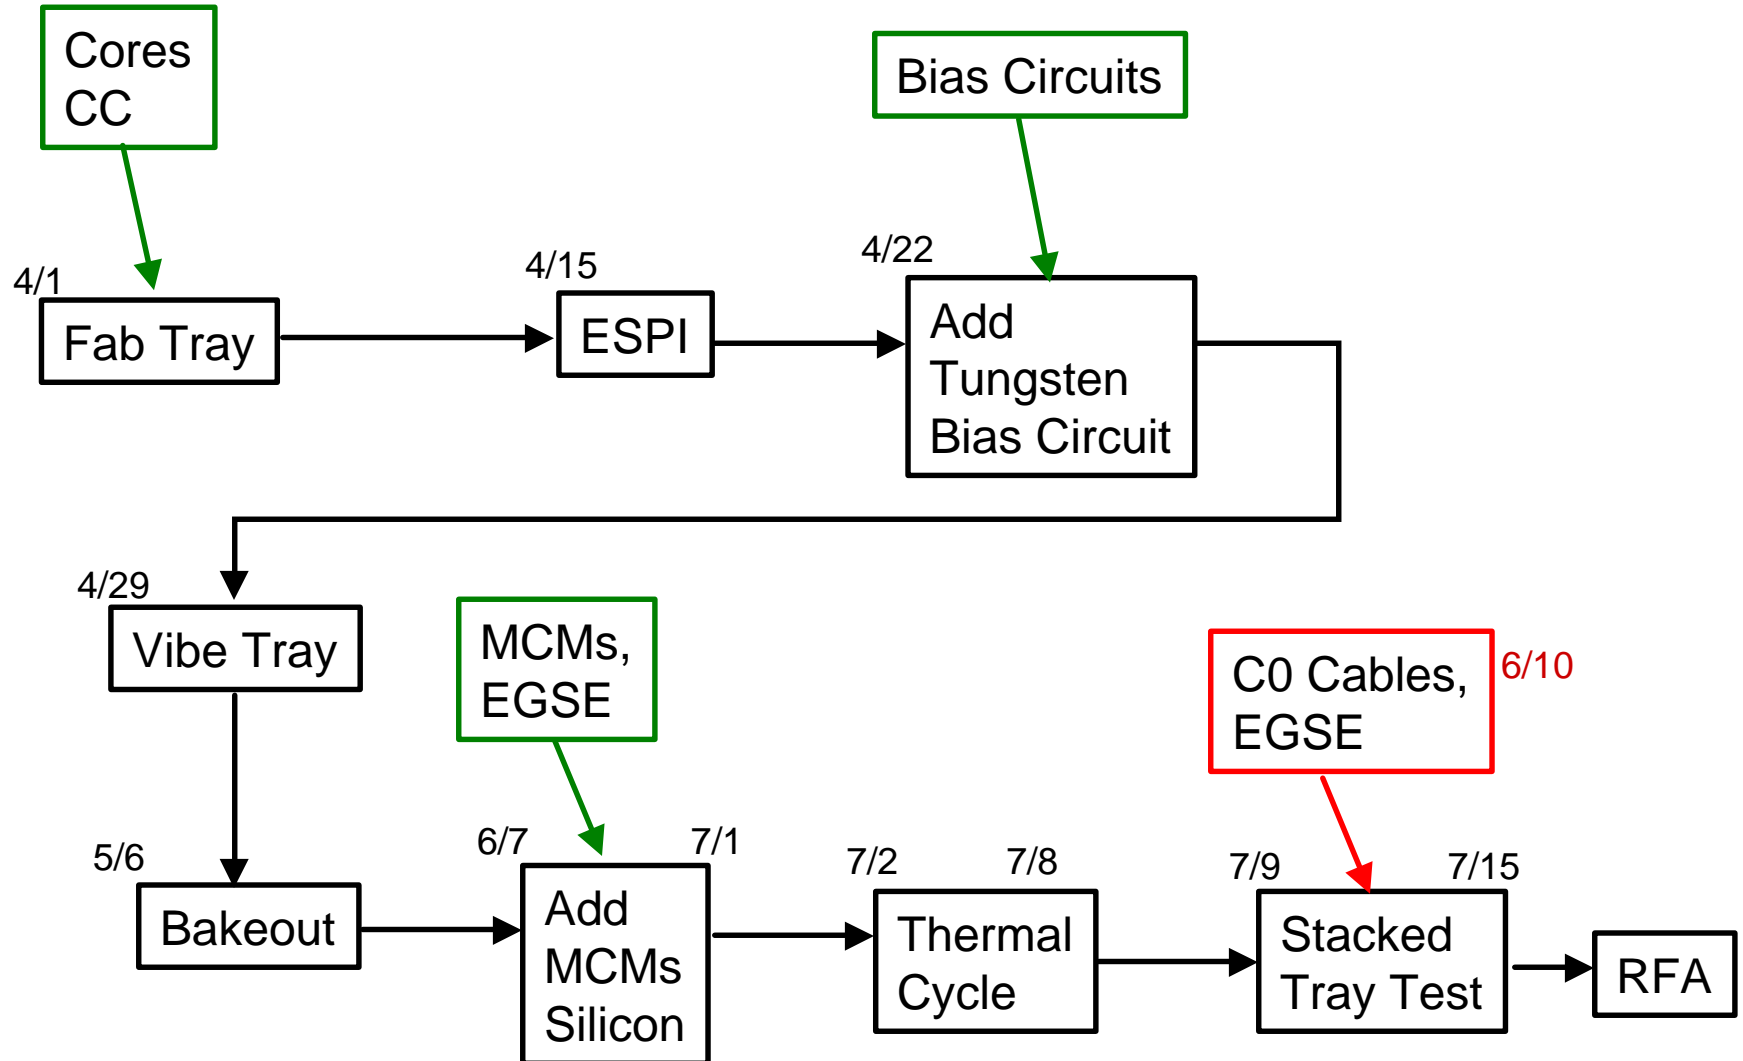 Cores
CC
Bias Circuits
4/1
Fab Tray
4/15
ESPI
4/22
Add
Tungsten
Bias Circuit
4/29
Vibe Tray
MCMs,
EGSE
C0 Cables,
EGSE
6/10
5/6
Bakeout
6/7
7/1
Add
MCMs
Silicon
7/2
7/8
Thermal
Cycle
7/9
7/15
Stacked
Tray Test
RFA